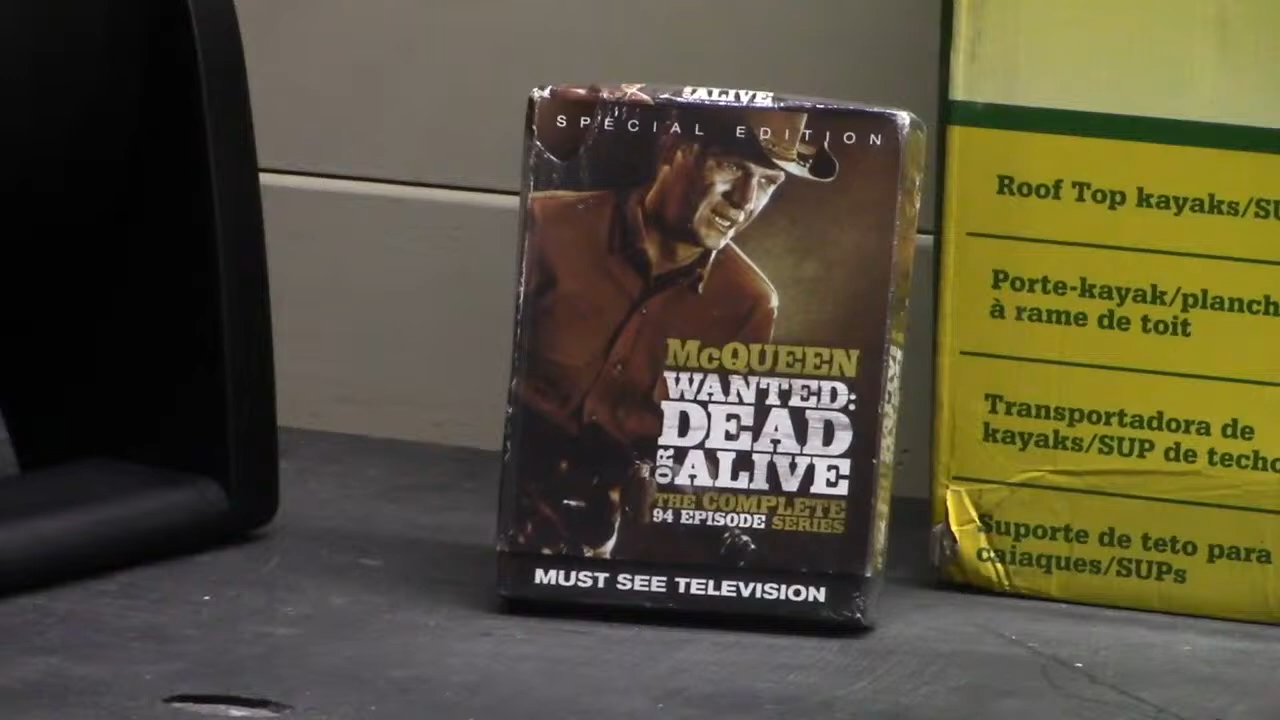 ALIVE
SPECIAL EDITION
McQUEEN
WANTED:
DEAD
OR ALIVE
THE COMPLETE
94 EPISODE SERIES
MUST SEE TELEVISION
Roof Top kayaks/SU
Porte-kayak/planch
à rame de toit
Transportadora de
kayaks/SUP de techo
Suporte de teto para
caiaques/SUPs